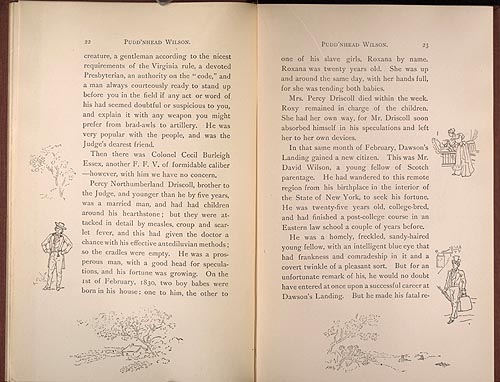 22 PUDD'NHEAD WILSON.
creature, a gentleman according to the nicest
requirements of the Virginia rule, a devoted
Presbyterian, an authority on the "code," and
a man always courteously ready to stand up
before you in the field if any act or word of
his had seemed doubtful or suspicious to you,
and explain it with any weapon you might
prefer from brad-awls to artillery. He was
very popular with the people, and was the
Judge's dearest friend.
Then there was Colonel Cecil Burleigh
Essex, another F. F. V. of formidable caliber
—however, with him we have no concern.
Percy Northumberland Driscoll, brother to
the Judge, and younger than he by five years,
was a married man, and had had children
around his hearthstone; but they were at-
tacked in detail by measles, croup and scar-
let fever, and this had given the doctor a
chance with his effective antediluvian methods;
so the cradles were empty. He was a pros-
perous man, with a good head for specula-
tions, and his fortune was growing. On the
1st of February, 1830, two boy babes were
born in his house: one to him, the other to
PUDD'NHEAD WILSON. 23
one of his slave girls, Roxana by name.
Roxana was twenty years old. She was up
and around the same day, with her hands full,
for she was tending both babies.
Mrs. Percy Driscoll died within the week.
Roxy remained in charge of the children.
She had her own way, for Mr. Driscoll soon
absorbed himself in his speculations and left
her to her own devices.
In that same month of February, Dawson's
Landing gained a new citizen. This was Mr.
David Wilson, a young fellow of Scotch
parentage. He had wandered to this remote
region from his birthplace in the interior of
the State of New York, to seek his fortune.
He was twenty-five years old, college-bred,
and had finished a post-college course in an
Eastern law school a couple of years before.
He was a homely, freckled, sandy-haired
young fellow, with an intelligent blue eye that
had frankness and comradeship in it and a
covert twinkle of a pleasant sort. But for an
unfortunate remark of his, he would no doubt
have entered at once upon a successful career at
Dawson's Landing. But he made his fatal re-